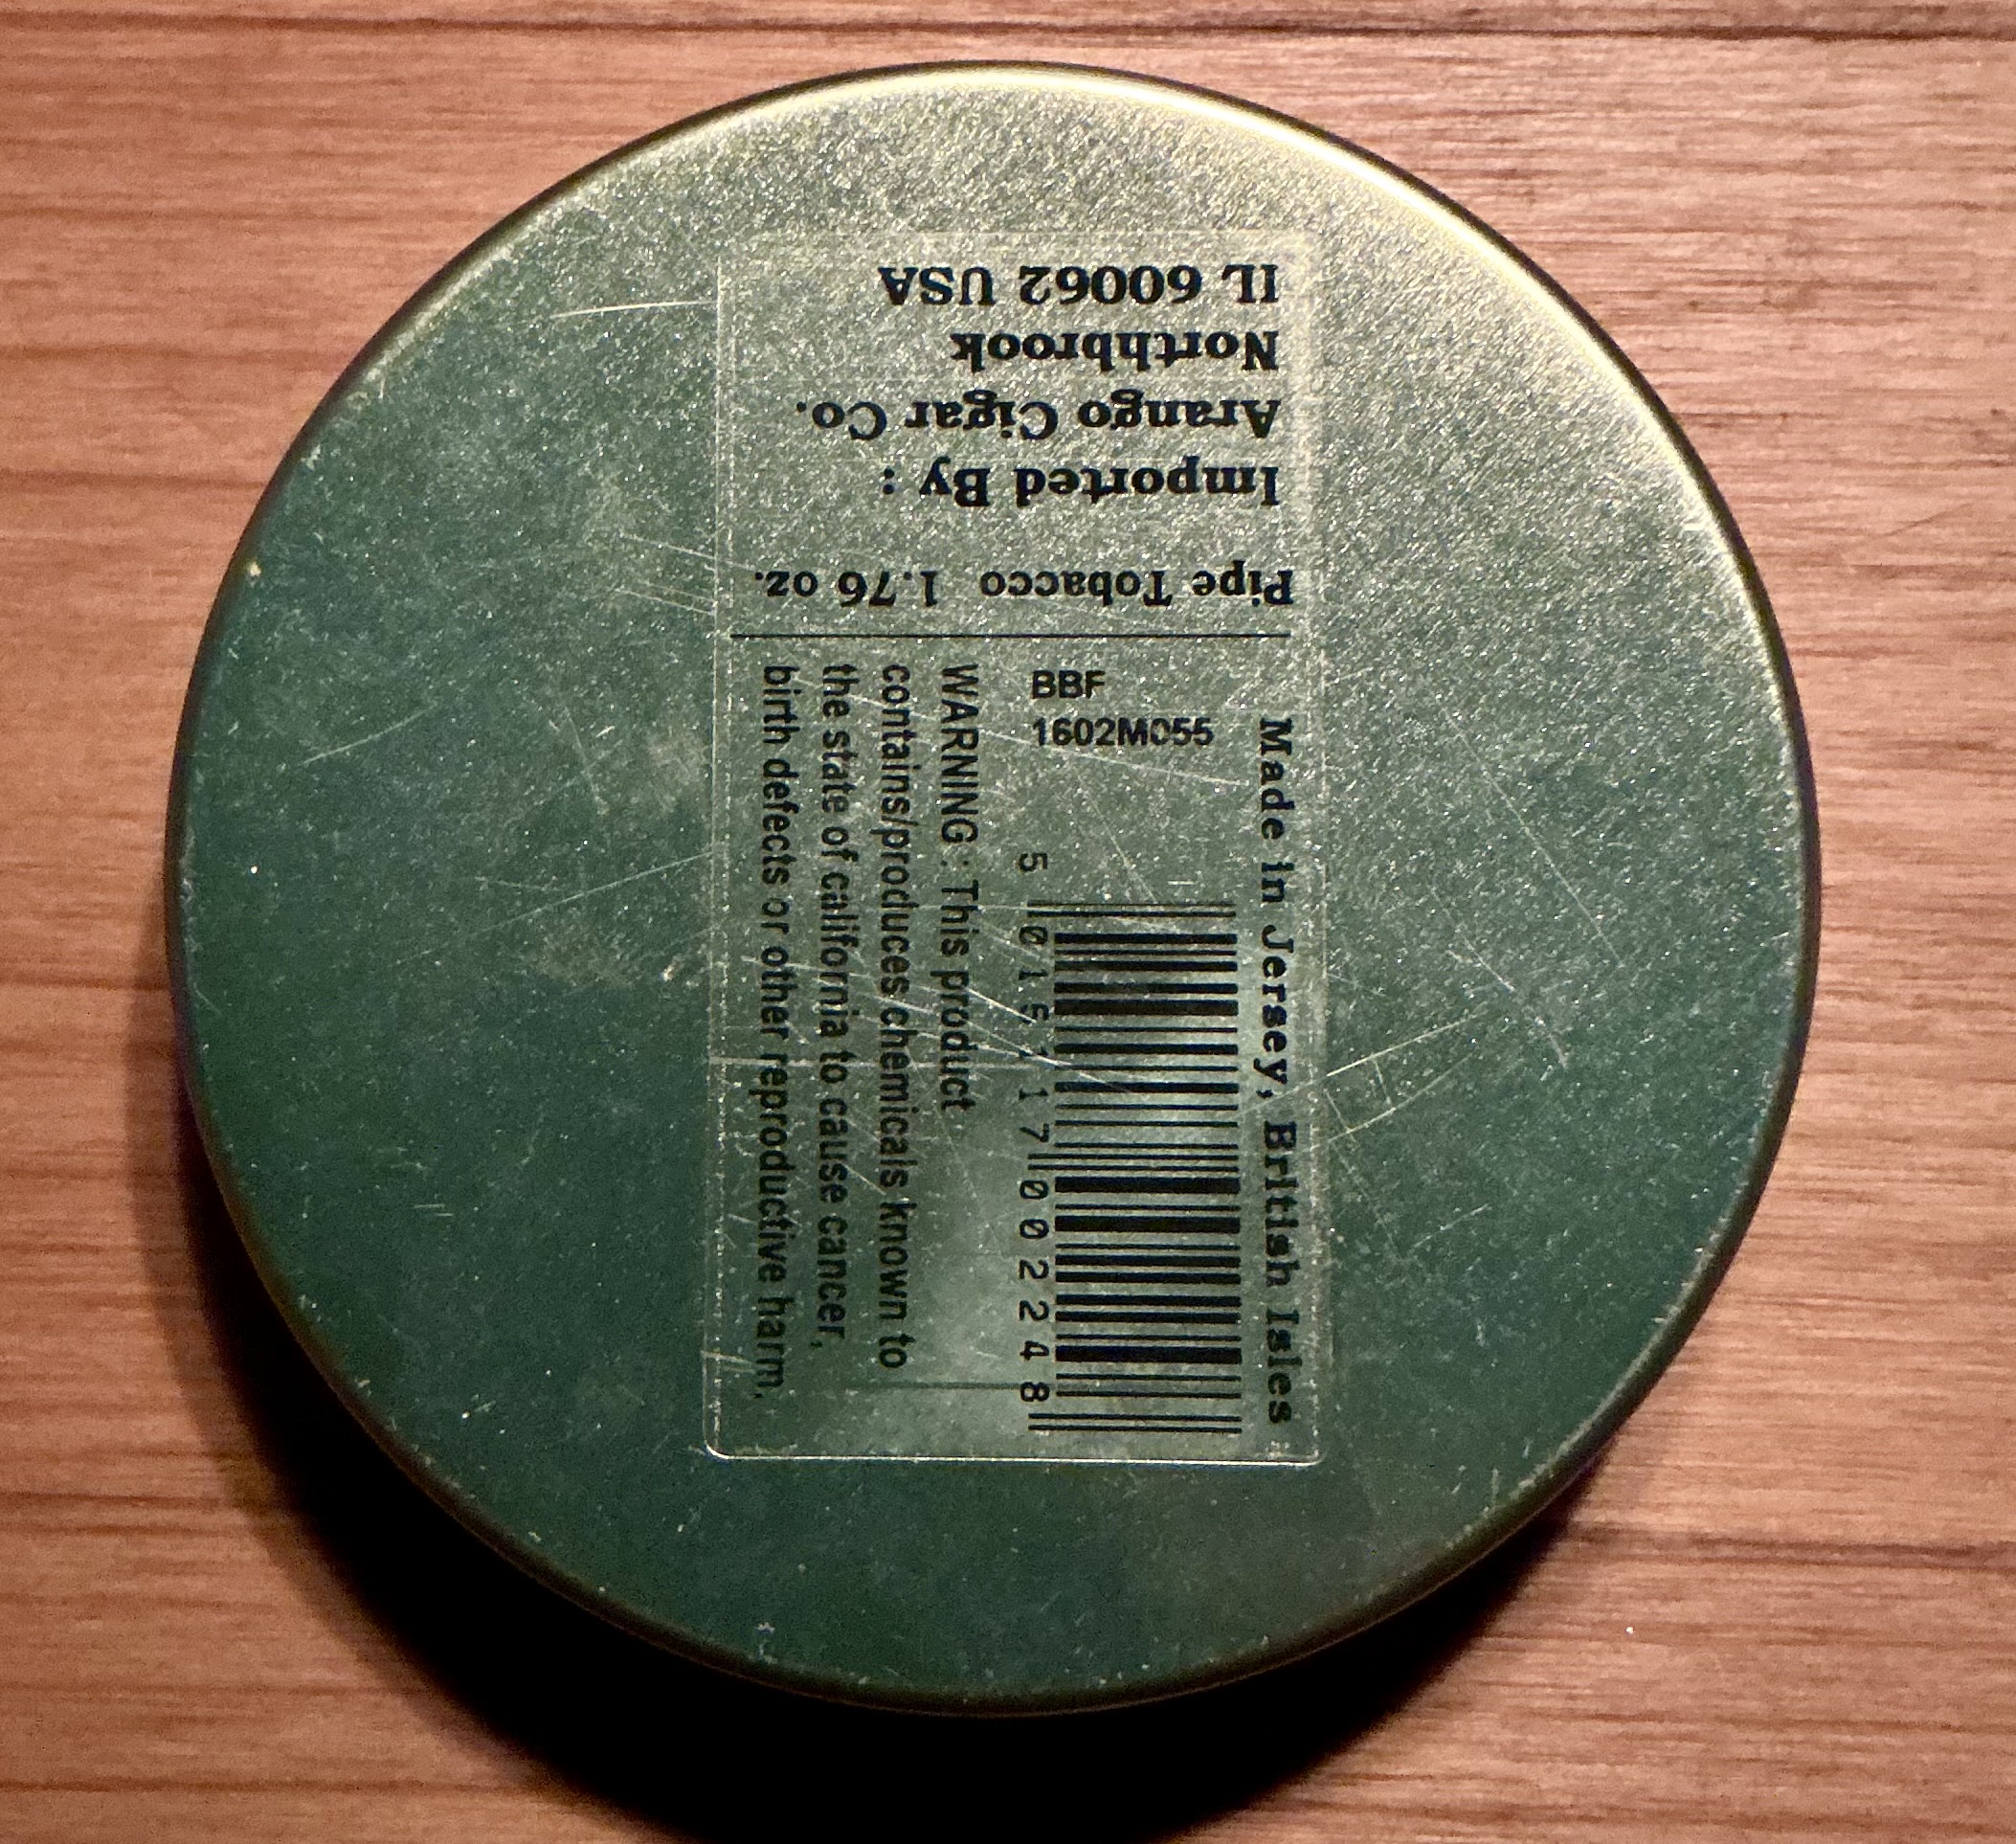 Imported By :
Arango Cigar Co.
Northbrook
IL 60062 USA
Pipe Tobacco 1.76 oz.
BBF
1602M055
Made in Jersey, British Isles
5 015117 002248
WARNING : This product
contains/produces chemicals known to
the state of california to cause cancer,
birth defects or other reproductive harm.